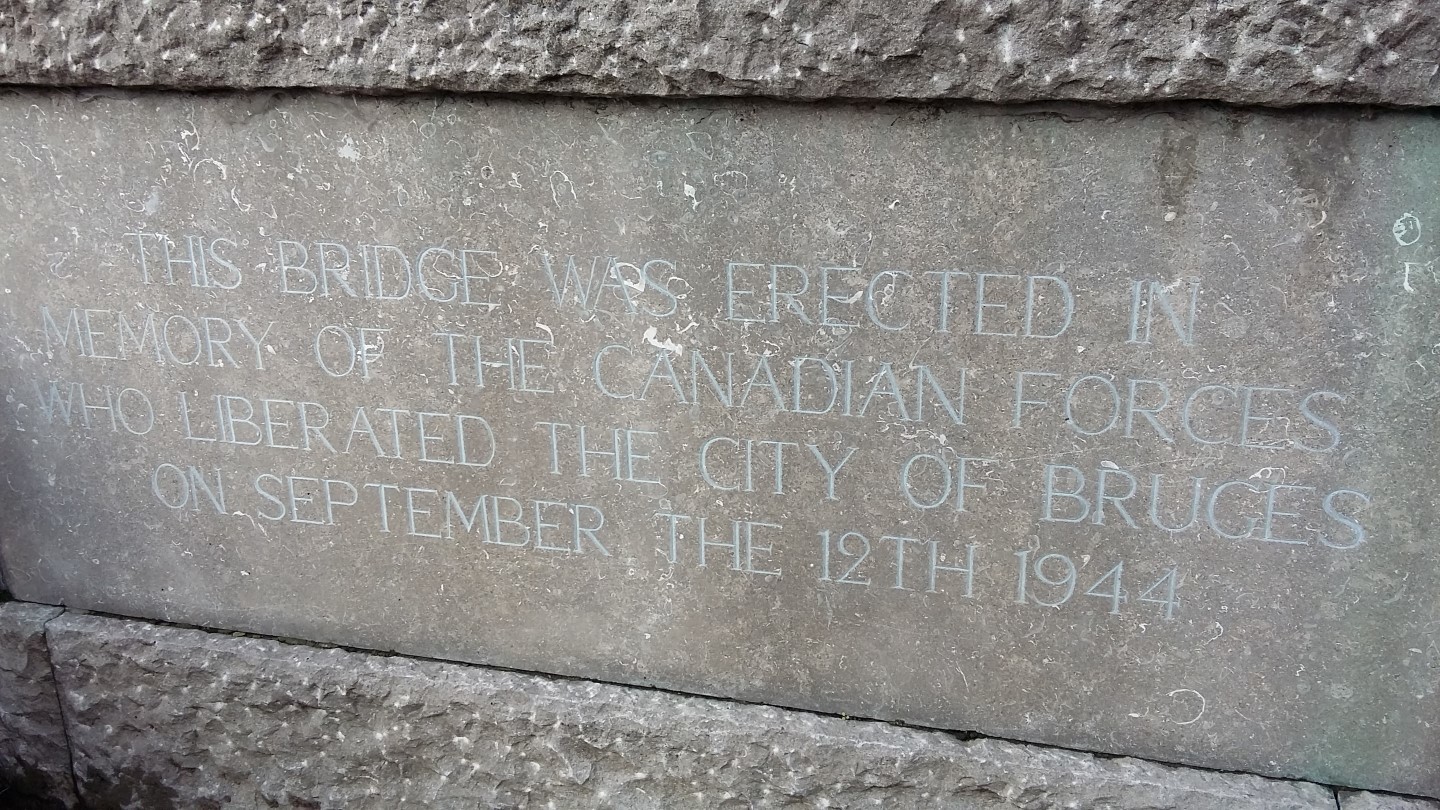 THIS BRIDGE WAS ERECTED IN
MEMORY OF THE CANADIAN FORCES
WHO LIBERATED THE CITY OF BRUGES
ON SEPTEMBER THE 12TH 1944